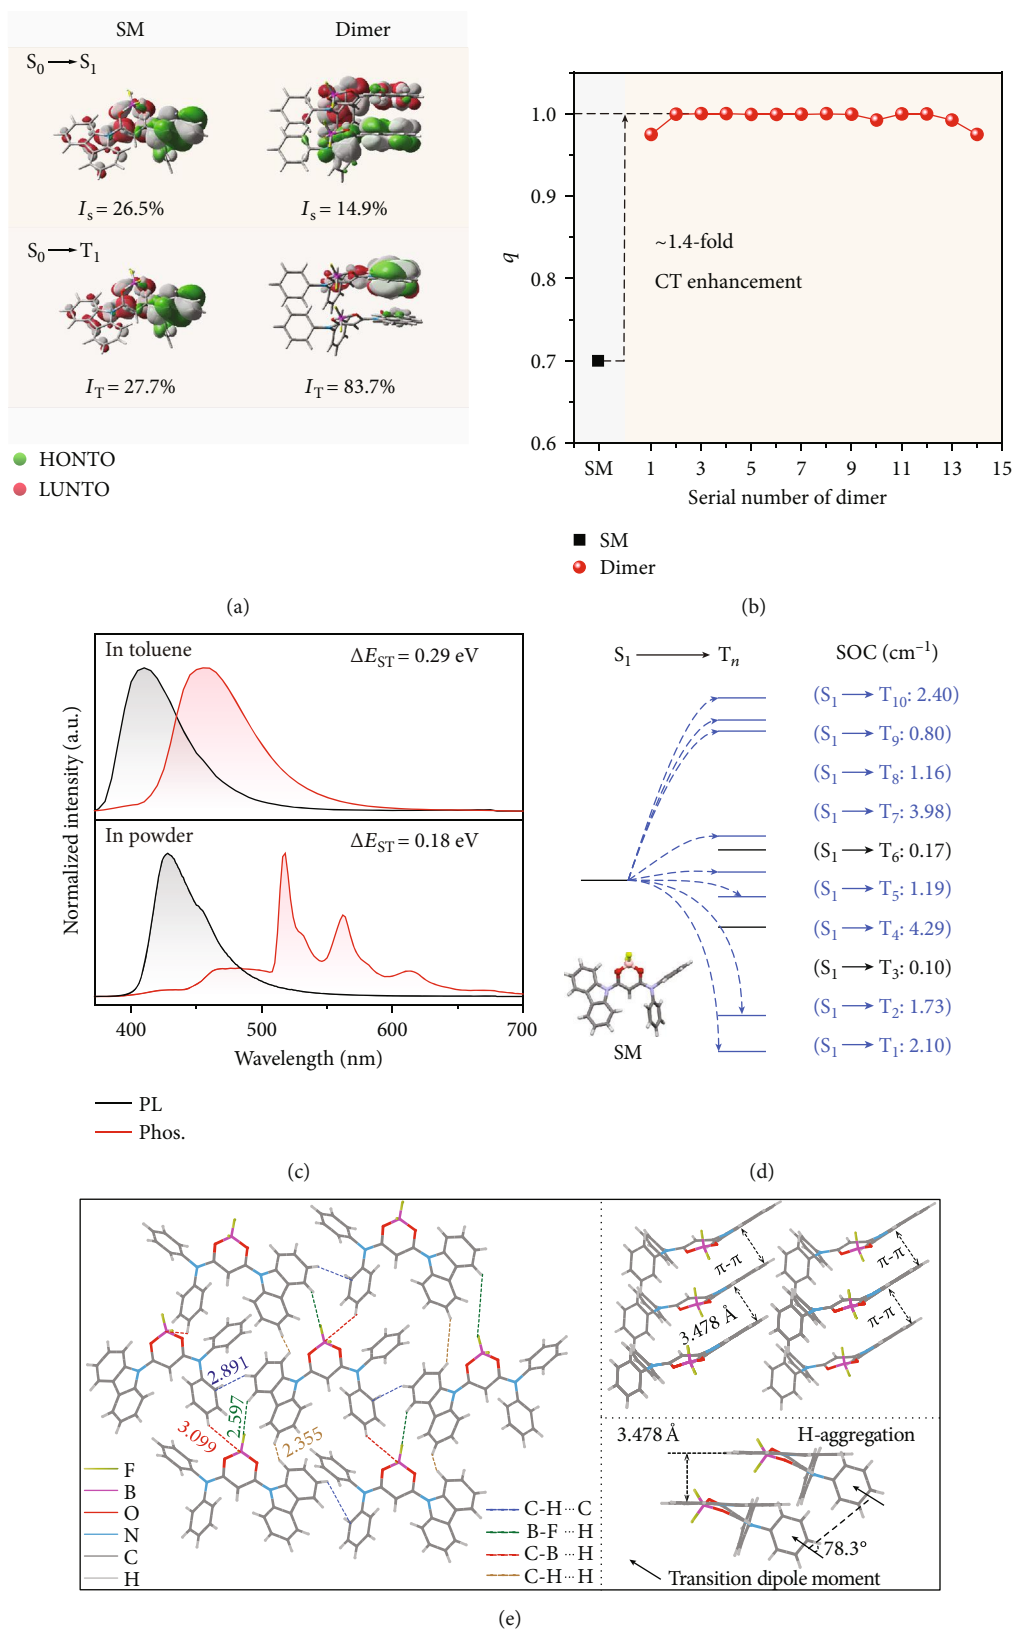 SM Dimer
S0 → S1
Is = 26.5% Is = 14.9%
S0 → T1
IT = 27.7% IT = 83.7%
HONTO
LUNTO
(a)
q
1.0
0.9
0.8
0.7
0.6
~1.4-fold
CT enhancement
SM 1 3 5 7 9 11 13 15
Serial number of dimer
SM
Dimer
(b)
Normalized intensity (a.u.)
In toluene ΔEST = 0.29 eV
In powder ΔEST = 0.18 eV
400 500 600 700
Wavelength (nm)
PL
Phos.
(c)
S1 → Tn SOC (cm−1)
(S1 → T10: 2.40)
(S1 → T9: 0.80)
(S1 → T8: 1.16)
(S1 → T7: 3.98)
(S1 → T6: 0.17)
(S1 → T5: 1.19)
(S1 → T4: 4.29)
(S1 → T3: 0.10)
(S1 → T2: 1.73)
(S1 → T1: 2.10)
SM
(d)
2.891
2.597
3.099
2.355
F
B
O
N
C
H
C-H···C
B-F···H
C-B···H
C-H···H
π-π
π-π
3.478 Å
π-π
3.478 Å
H-aggregation
78.3°
Transition dipole moment
(e)